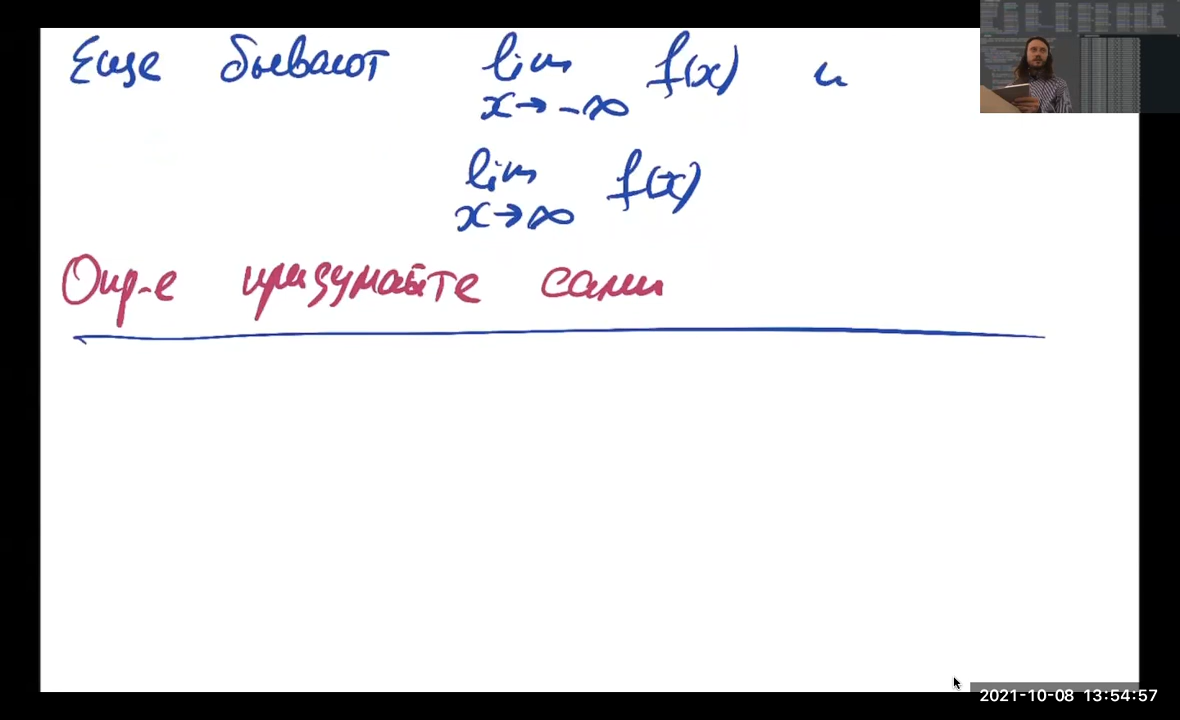 Еще бывают lim f(x) и
x→-∞
lim f(x)
x→∞
Опр-е придумайте сами
2021-10-08 13:54:57